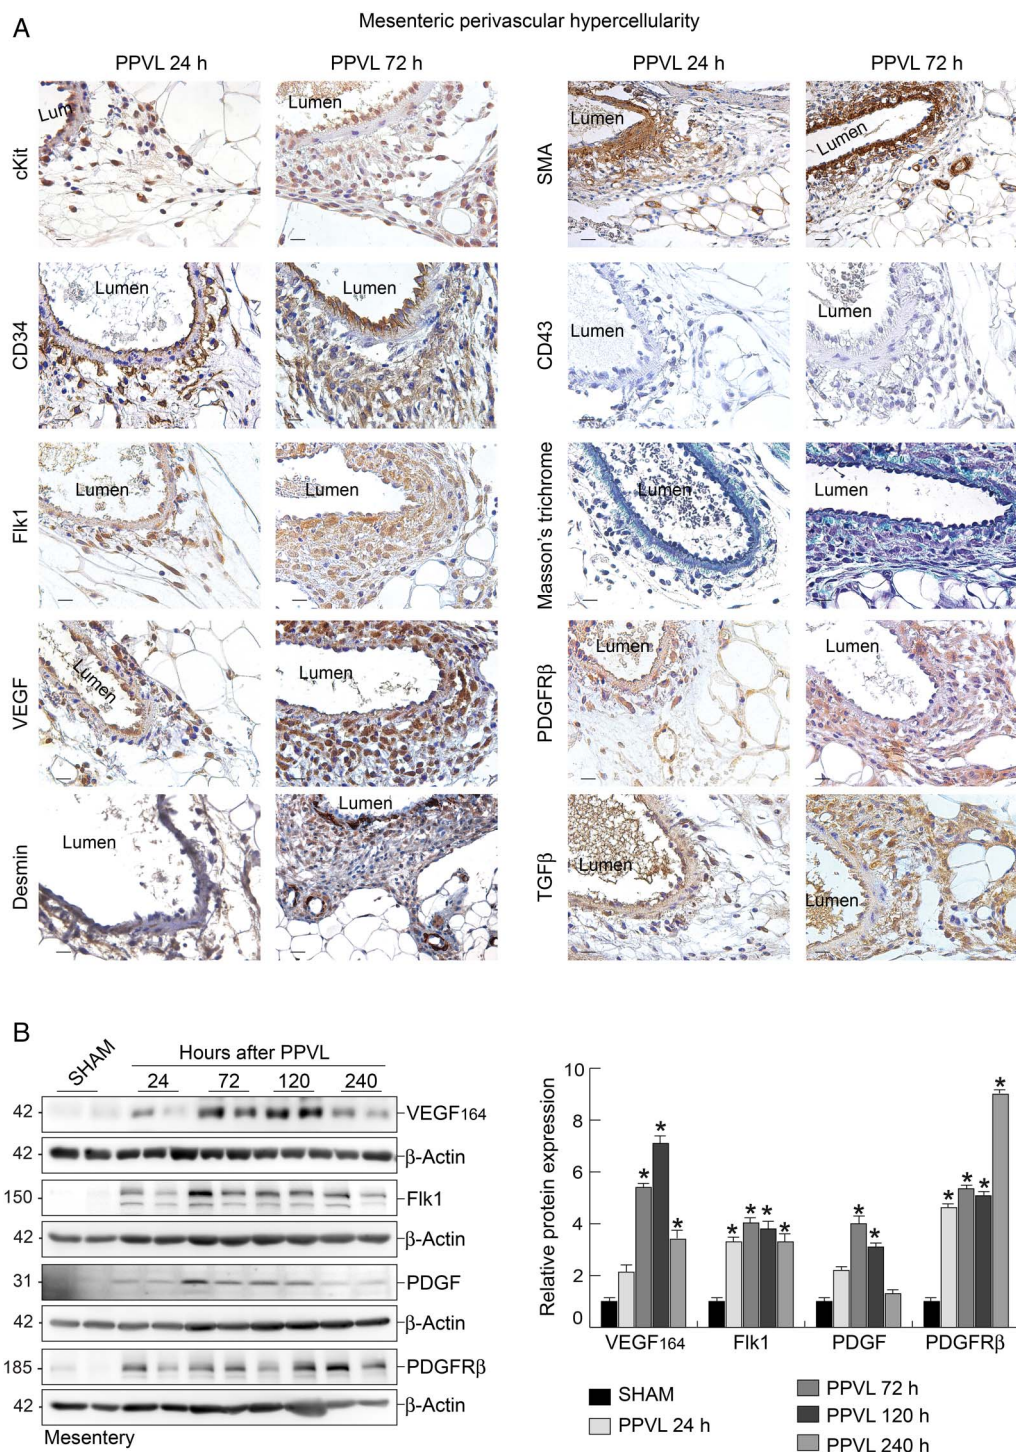 A
Mesenteric perivascular hypercellularity
PPVL 24 h
PPVL 72 h
PPVL 24 h
PPVL 72 h
cKit
Lum
Lumen
SMA
Lumen
Lumen
CD34
Lumen
Lumen
CD43
Lumen
Lumen
Flk1
Lumen
Lumen
Masson's trichrome
Lumen
Lumen
VEGF
Lumen
Lumen
PDGFRβ
Lumen
Lumen
Desmin
Lumen
Lumen
TGFβ
Lumen
Lumen
B
SHAM
Hours after PPVL
24 72 120 240
42 VEGF164
42 β-Actin
150 Flk1
42 β-Actin
31 PDGF
42 β-Actin
185 PDGFRβ
42 β-Actin
Mesentery
Relative protein expression
10
8
6
4
2
0
* * * * * * * * * * * * *
VEGF164 Flk1 PDGF PDGFRβ
SHAM
PPVL 24 h
PPVL 72 h
PPVL 120 h
PPVL 240 h